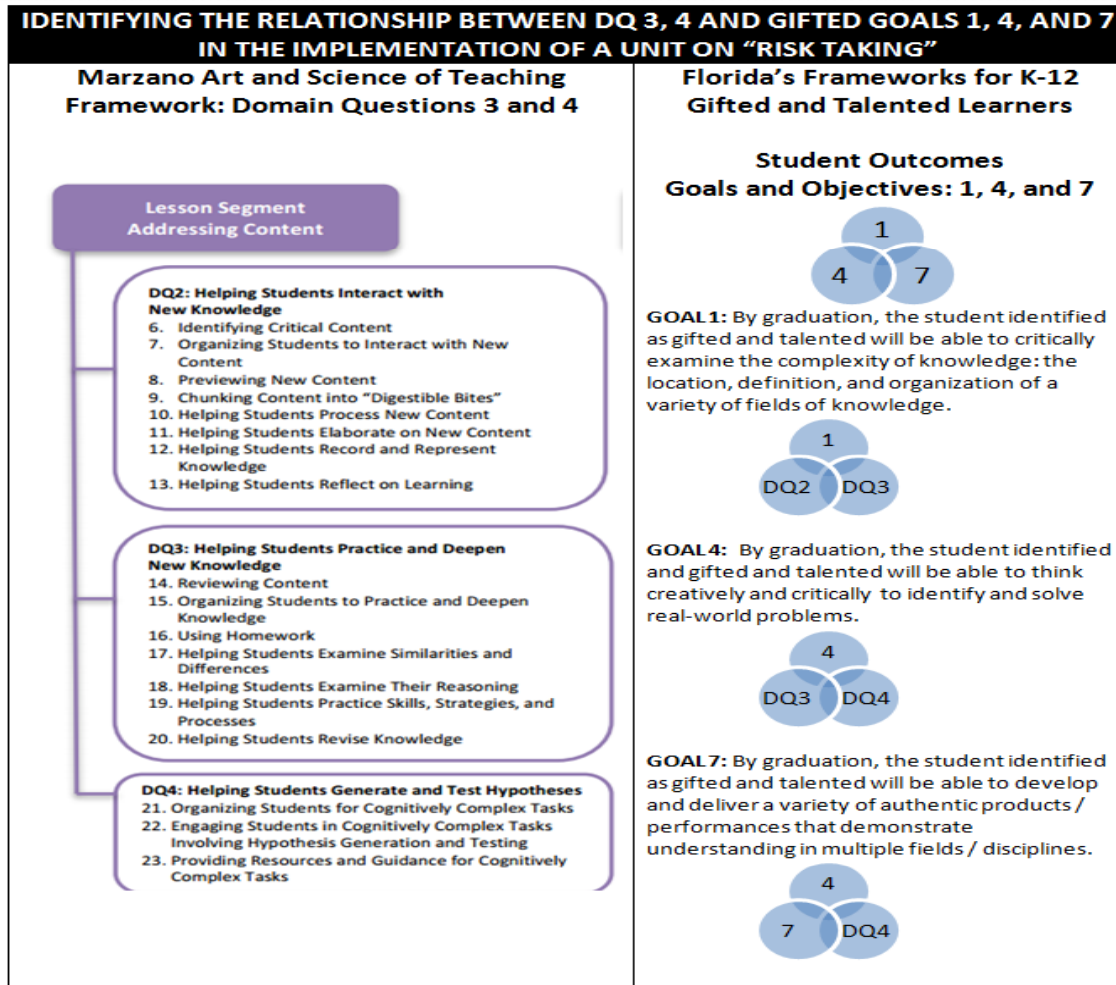 IDENTIFYING THE RELATIONSHIP BETWEEN DQ 3, 4 AND GIFTED GOALS 1, 4, AND 7
IN THE IMPLEMENTATION OF A UNIT ON “RISK TAKING”
Marzano Art and Science of Teaching
Framework: Domain Questions 3 and 4
Lesson Segment
Addressing Content
DQ2: Helping Students Interact with
New Knowledge
6. Identifying Critical Content
7. Organizing Students to Interact with New
Content
8. Previewing New Content
9. Chunking Content into “Digestible Bites”
10. Helping Students Process New Content
11. Helping Students Elaborate on New Content
12. Helping Students Record and Represent
Knowledge
13. Helping Students Reflect on Learning
DQ3: Helping Students Practice and Deepen
New Knowledge
14. Reviewing Content
15. Organizing Students to Practice and Deepen
Knowledge
16. Using Homework
17. Helping Students Examine Similarities and
Differences
18. Helping Students Examine Their Reasoning
19. Helping Students Practice Skills, Strategies, and
Processes
20. Helping Students Revise Knowledge
DQ4: Helping Students Generate and Test Hypotheses
21. Organizing Students for Cognitively Complex Tasks
22. Engaging Students in Cognitively Complex Tasks
Involving Hypothesis Generation and Testing
23. Providing Resources and Guidance for Cognitively
Complex Tasks
Florida’s Frameworks for K-12
Gifted and Talented Learners
Student Outcomes
Goals and Objectives: 1, 4, and 7
1
4 7
GOAL1: By graduation, the student identified
as gifted and talented will be able to critically
examine the complexity of knowledge: the
location, definition, and organization of a
variety of fields of knowledge.
1
DQ2 DQ3
GOAL4: By graduation, the student identified
and gifted and talented will be able to think
creatively and critically to identify and solve
real-world problems.
4
DQ3 DQ4
GOAL7: By graduation, the student identified
as gifted and talented will be able to develop
and deliver a variety of authentic products /
performances that demonstrate
understanding in multiple fields / disciplines.
4
7 DQ4